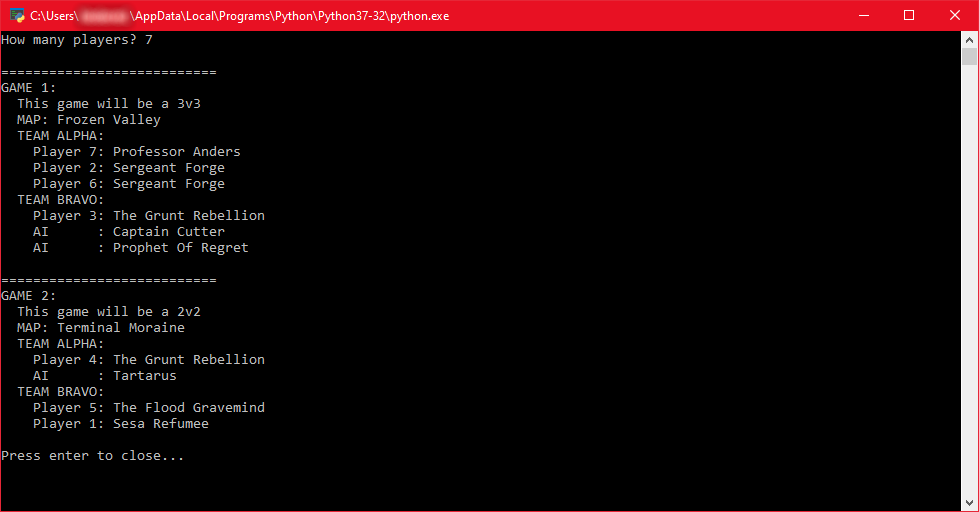 C:\Users\ \AppData\Local\Programs\Python\Python37-32\python.exe
How many players? 7
===========================
GAME 1:
  This game will be a 3v3
  MAP: Frozen Valley
  TEAM ALPHA:
    Player 7: Professor Anders
    Player 2: Sergeant Forge
    Player 6: Sergeant Forge
  TEAM BRAVO:
    Player 3: The Grunt Rebellion
    AI      : Captain Cutter
    AI      : Prophet Of Regret
===========================
GAME 2:
  This game will be a 2v2
  MAP: Terminal Moraine
  TEAM ALPHA:
    Player 4: The Grunt Rebellion
    AI      : Tartarus
  TEAM BRAVO:
    Player 5: The Flood Gravemind
    Player 1: Sesa Refumee
Press enter to close...